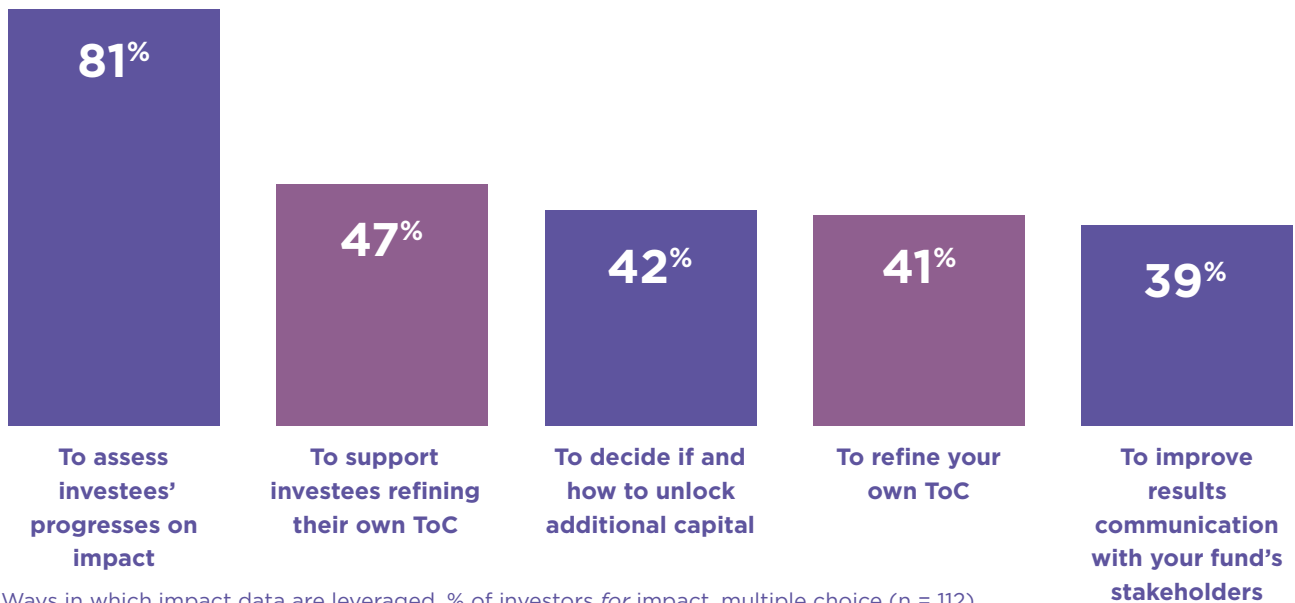 81%
47%
42%
41%
39%
To assess
investees’
progresses on
impact
To support
investees refining
their own ToC
To decide if and
how to unlock
additional capital
To refine your
own ToC
To improve
results
communication
with your fund’s
stakeholders
Ways in which impact data are leveraged, % of investors for impact, multiple choice (n = 112)